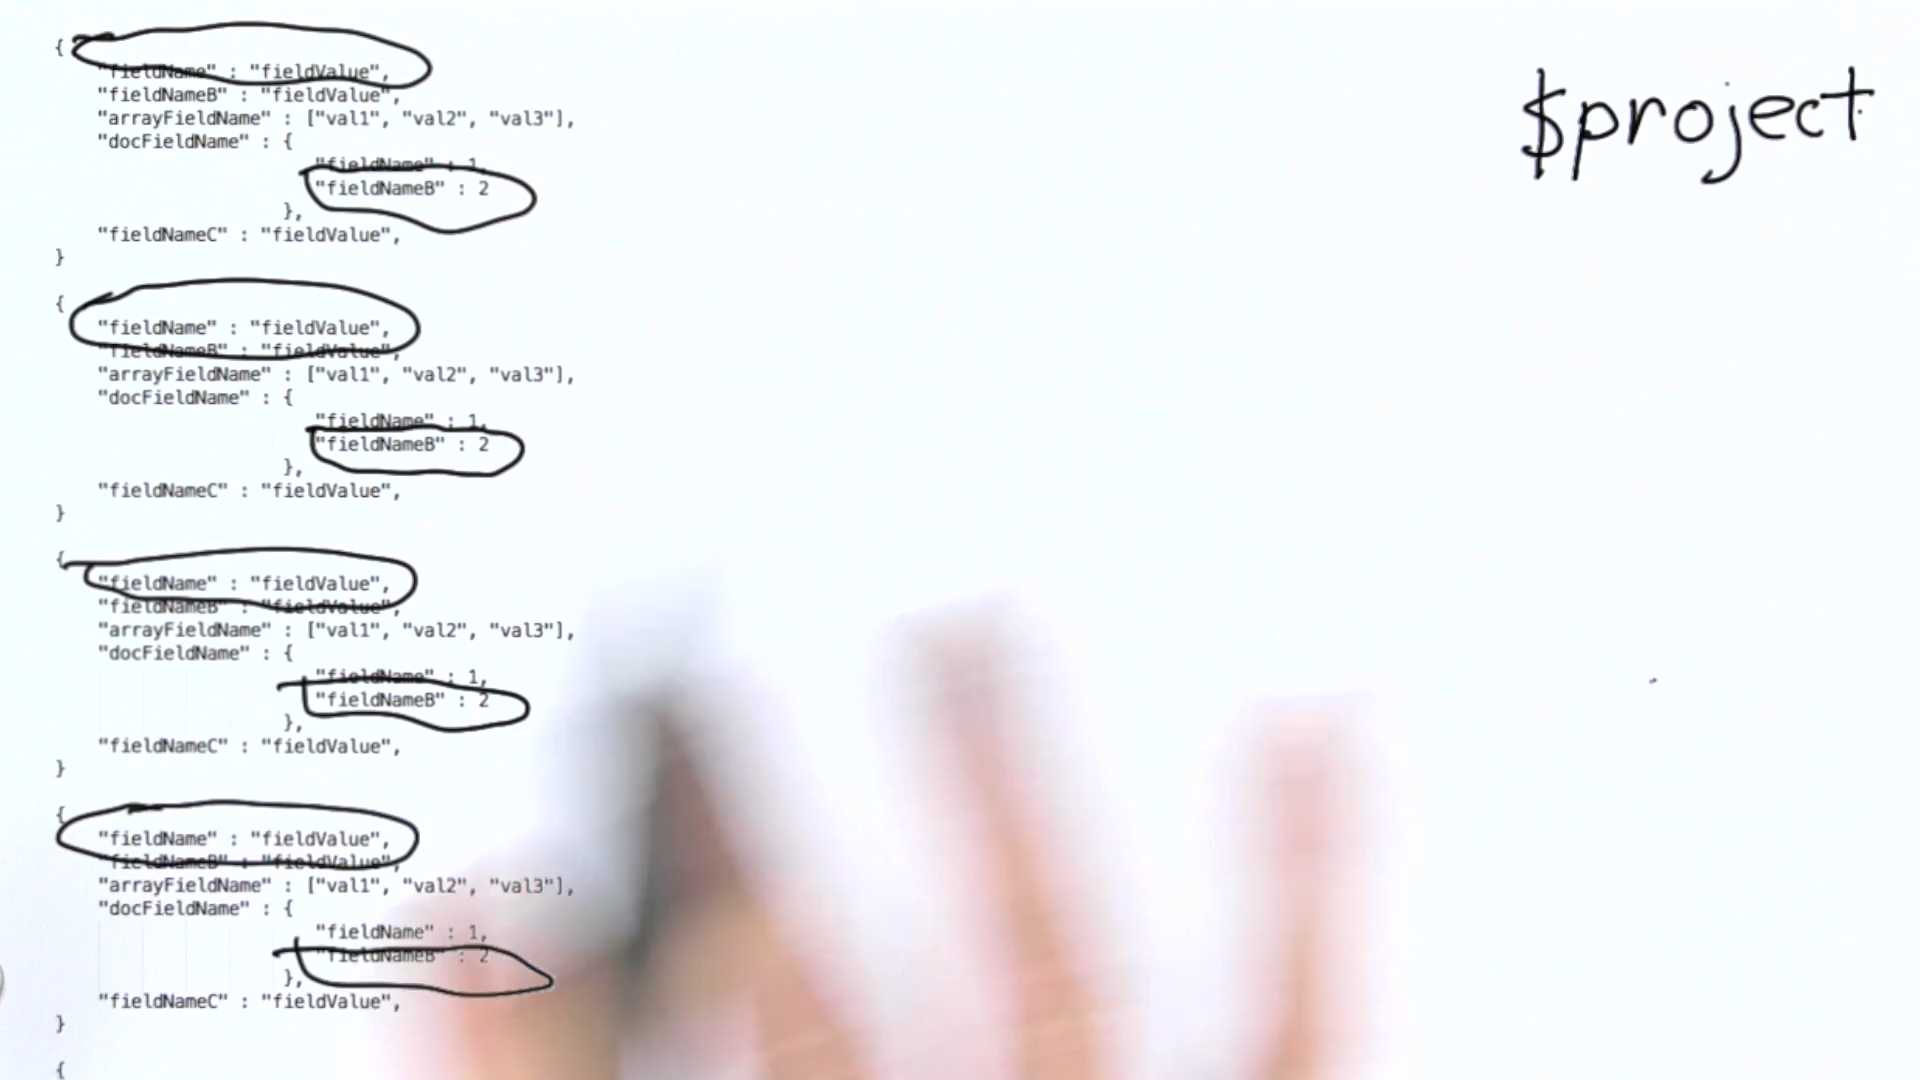 $project
{
"fieldName" : "fieldValue",
"fieldNameB" : "fieldValue",
"arrayFieldName" : ["val1", "val2", "val3"],
"docFieldName" : {
"fieldName" : 1,
"fieldNameB" : 2
},
"fieldNameC" : "fieldValue",
}
{
"fieldName" : "fieldValue",
"fieldNameB" : "fieldValue",
"arrayFieldName" : ["val1", "val2", "val3"],
"docFieldName" : {
"fieldName" : 1,
"fieldNameB" : 2
},
"fieldNameC" : "fieldValue",
}
{
"fieldName" : "fieldValue",
"fieldNameB" : "fieldValue",
"arrayFieldName" : ["val1", "val2", "val3"],
"docFieldName" : {
"fieldName" : 1,
"fieldNameB" : 2
},
"fieldNameC" : "fieldValue",
}
{
"fieldName" : "fieldValue",
"fieldNameB" : "fieldValue",
"arrayFieldName" : ["val1", "val2", "val3"],
"docFieldName" : {
"fieldName" : 1,
"fieldNameB" : 2
},
"fieldNameC" : "fieldValue",
}
{